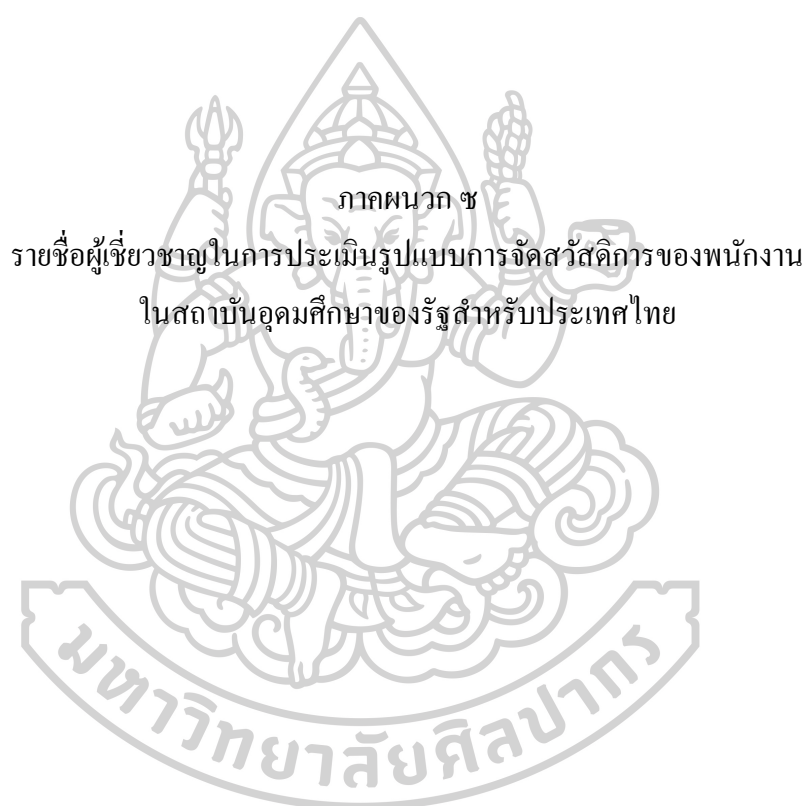 ภาคผนวก ซ
รายชื่อผู้เชี่ยวชาญในการประเมินรูปแบบการจัดสวัสดิการของพนักงาน
ในสถาบันอุดมศึกษาของรัฐสำหรับประเทศไทย
มหาวิทยาลัยศิลปากร